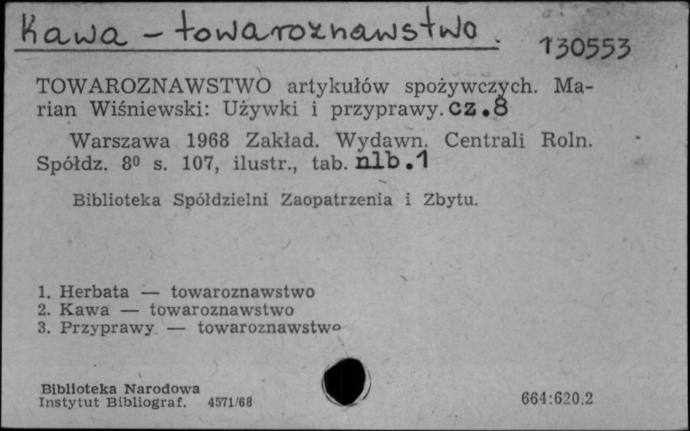 Kawa – towaroznawstwo.
130553
TOWAROZNAWSTWO artykułów spożywczych. Ma-
rian Wiśniewski: Używki i przyprawy. cz.8
Warszawa 1968 Zakład. Wydawn. Centrali Roln.
Spółdz. 8⁰ s. 107, ilustr., tab. nlb.1
Biblioteka Spółdzielni Zaopatrzenia i Zbytu.
1. Herbata — towaroznawstwo
2. Kawa — towaroznawstwo
3. Przyprawy — towaroznawstwo
Biblioteka Narodowa
Instytut Bibliograf. 4571/68
664:620.2